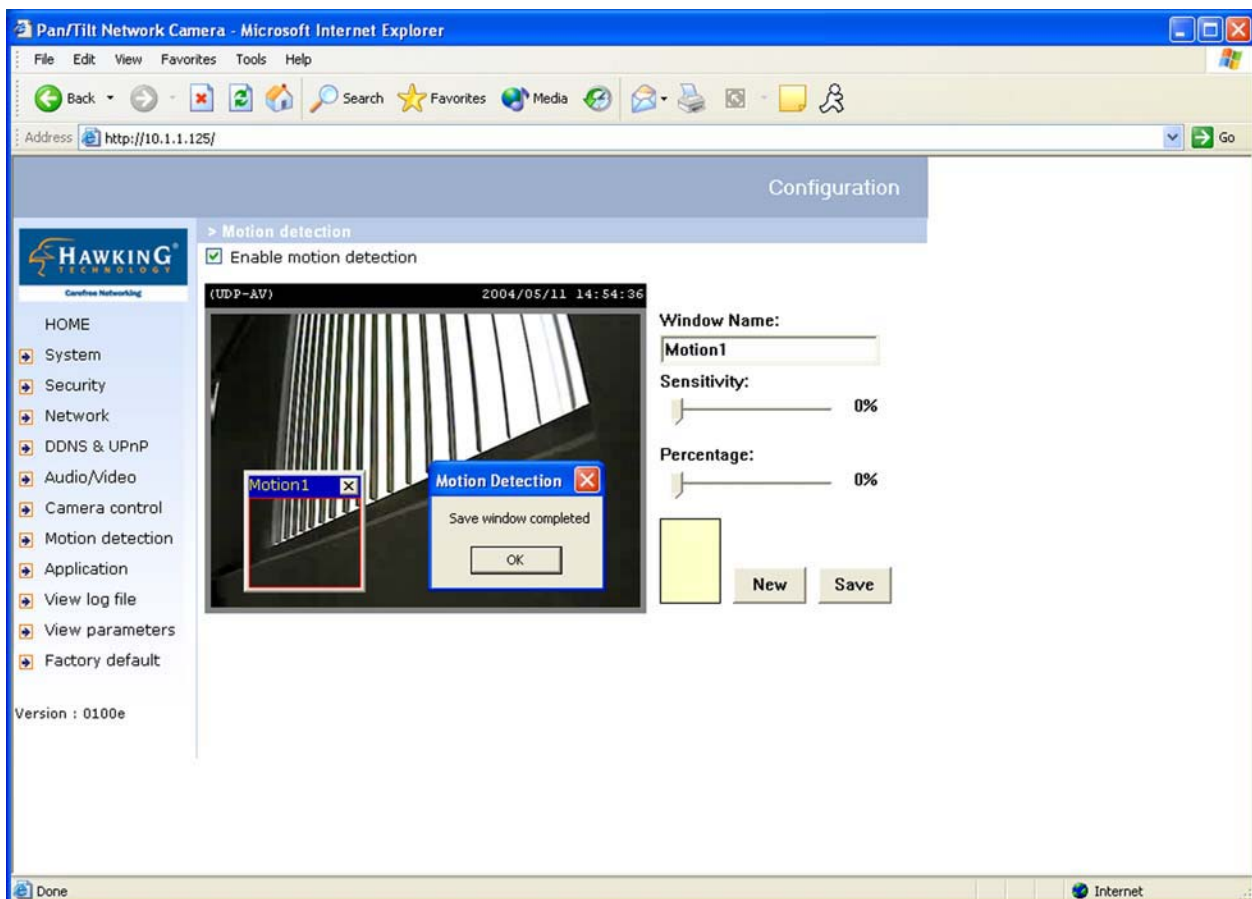 Pan/Tilt Network Camera - Microsoft Internet Explorer
File Edit View Favorites Tools Help
Back Search Favorites Media
Address http://10.1.1.125/ Go
Configuration
> Motion detection
Enable motion detection
HAWKING®
TECHNOLOGY
Carefree Networking
HOME
System
Security
Network
DDNS & UPnP
Audio/Video
Camera control
Motion detection
Application
View log file
View parameters
Factory default
Version : 0100e
(UDP-AV) 2004/05/11 14:54:36
Motion1
Motion Detection
Save window completed
OK
Window Name:
Motion1
Sensitivity:
0%
Percentage:
0%
New Save
Done Internet